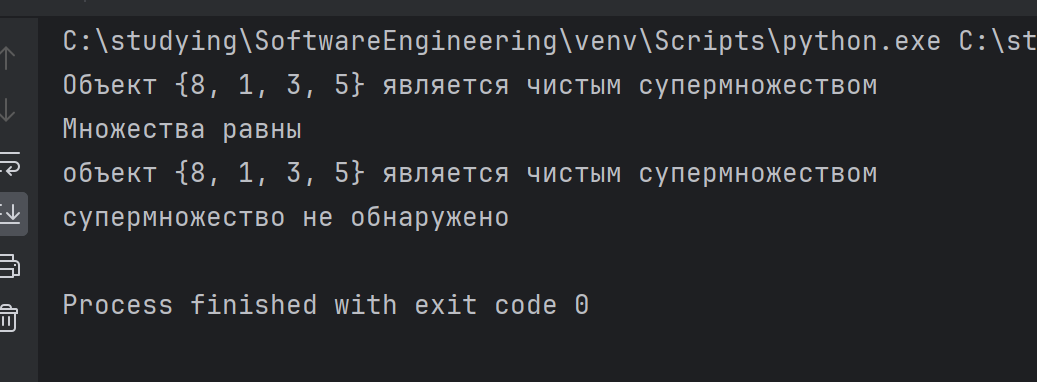 C:\studying\SoftwareEngineering\venv\Scripts\python.exe C:\st
Объект {8, 1, 3, 5} является чистым супермножеством
Множества равны
объект {8, 1, 3, 5} является чистым супермножеством
супермножество не обнаружено
Process finished with exit code 0